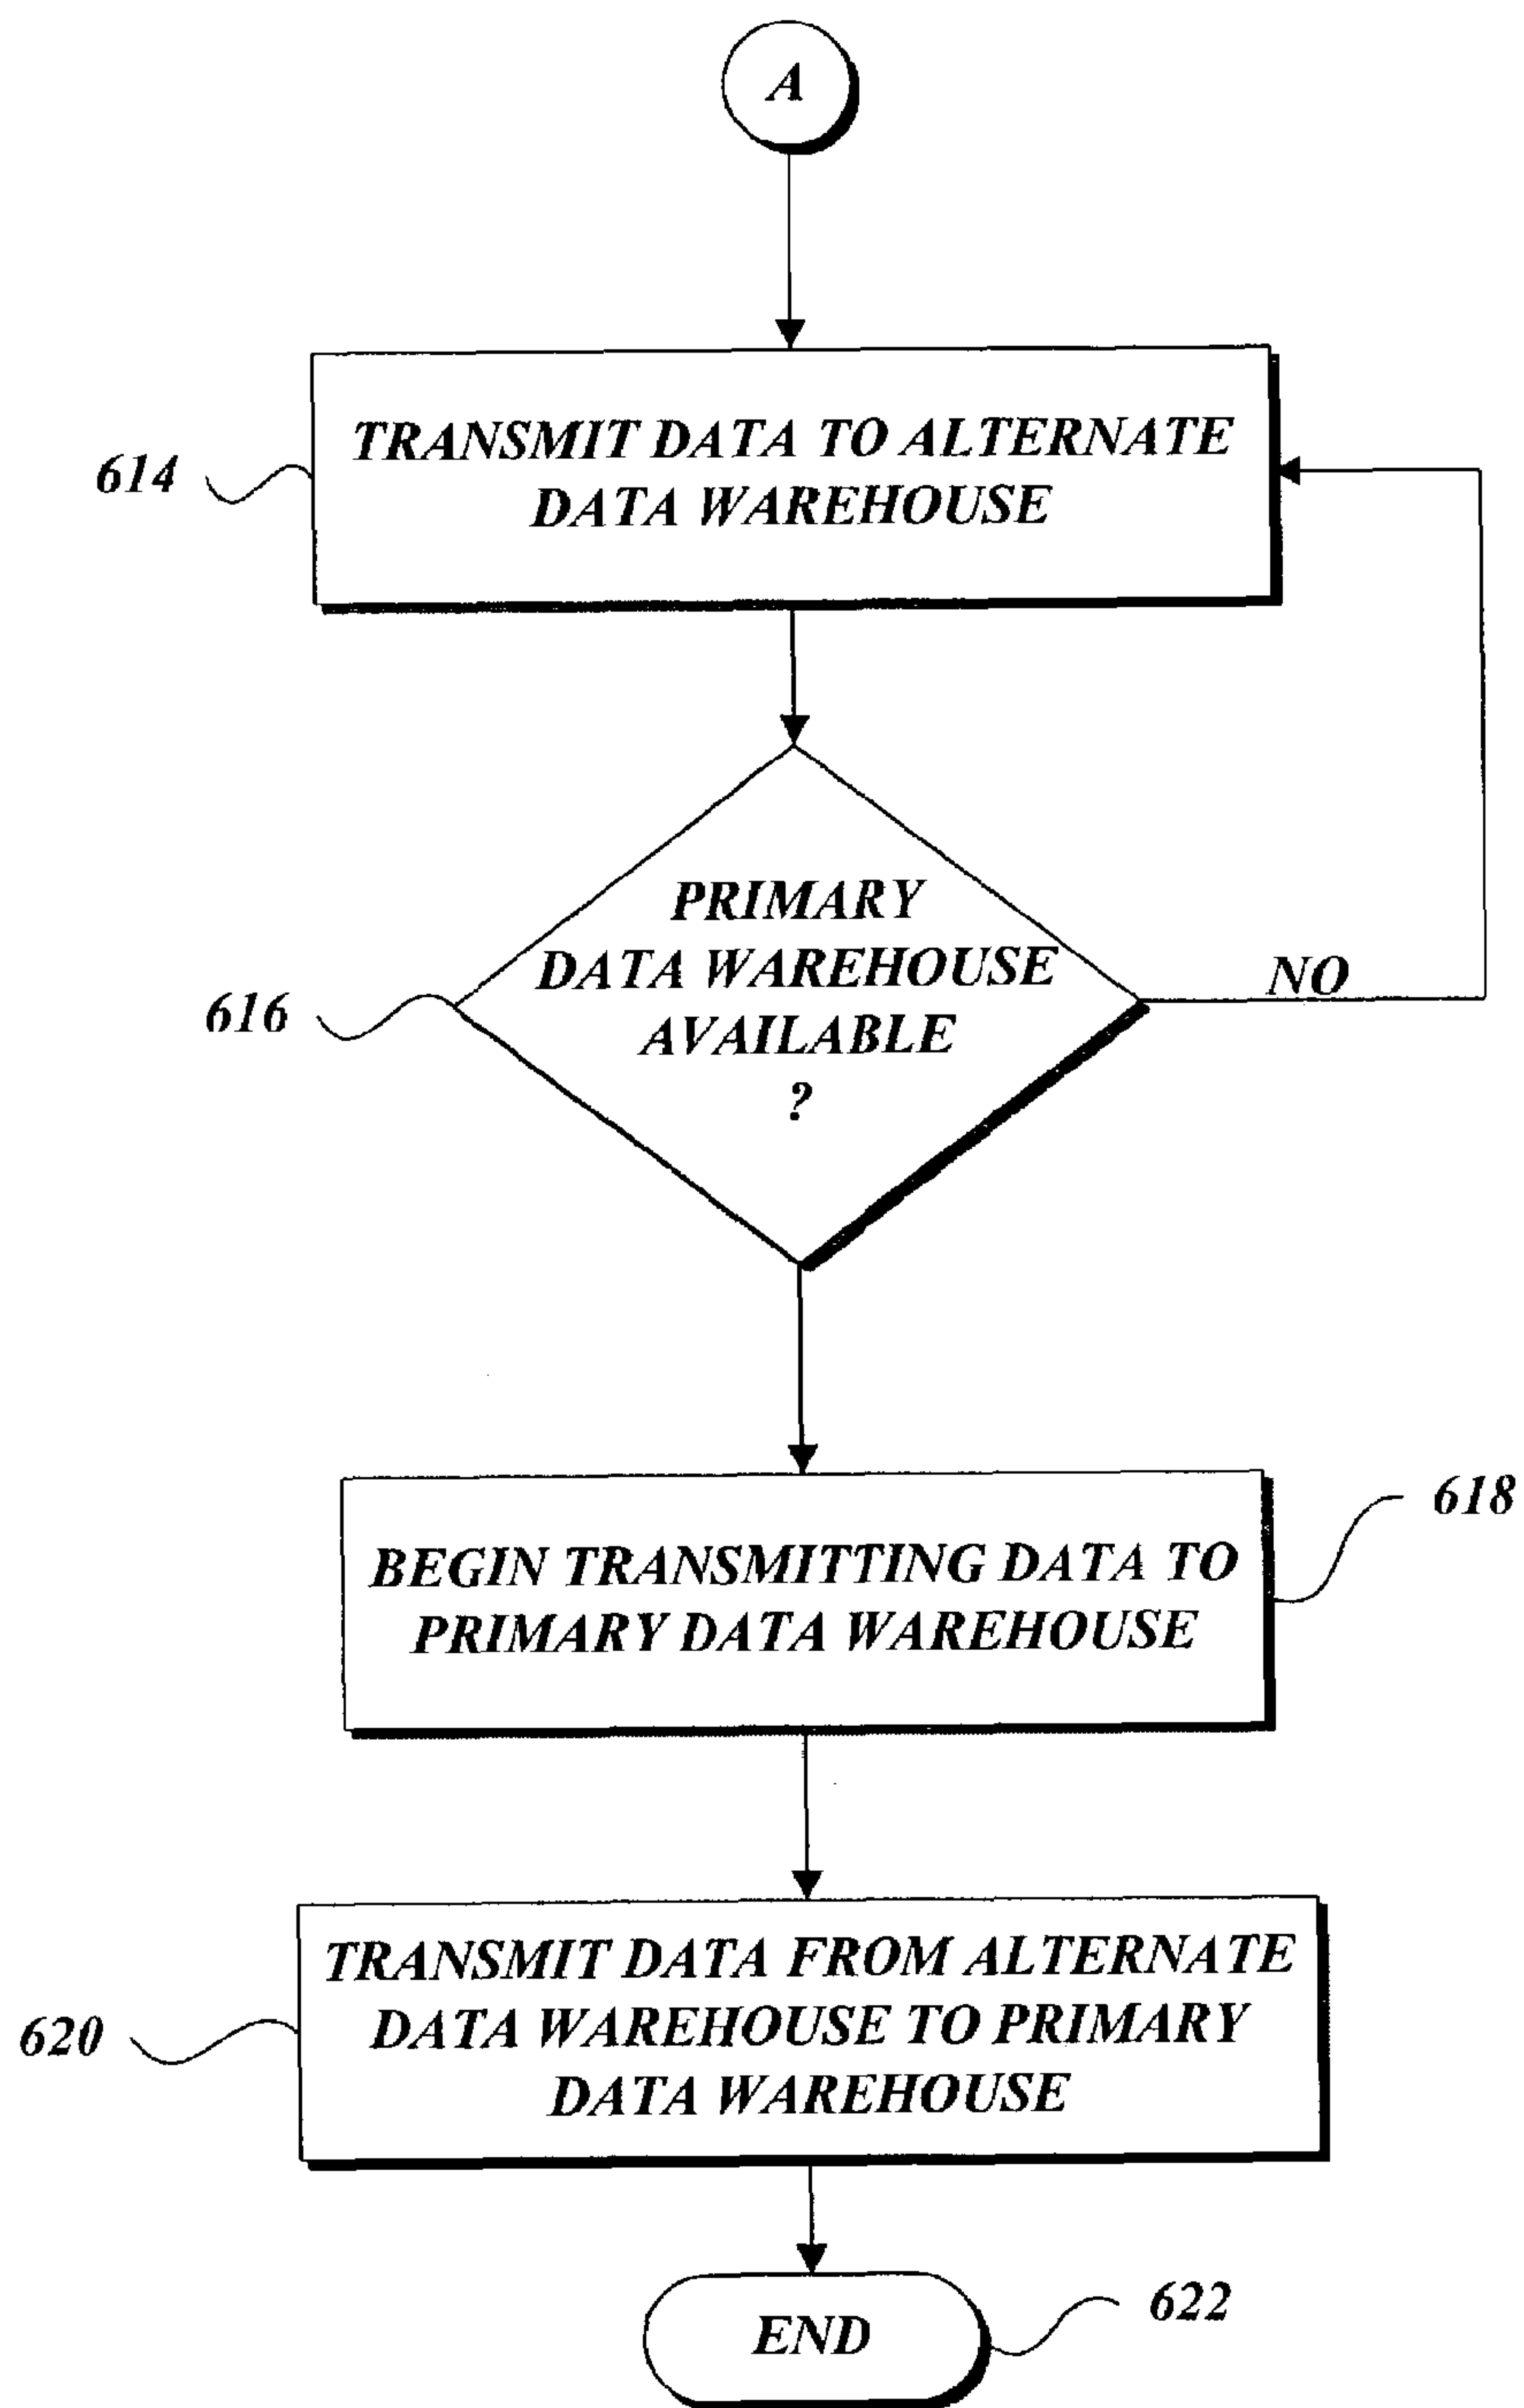 A
TRANSMIT DATA TO ALTERNATE
DATA WAREHOUSE
614
PRIMARY
DATA WAREHOUSE
AVAILABLE
?
NO
616
BEGIN TRANSMITTING DATA TO
PRIMARY DATA WAREHOUSE
618
TRANSMIT DATA FROM ALTERNATE
DATA WAREHOUSE TO PRIMARY
DATA WAREHOUSE
620
END
622